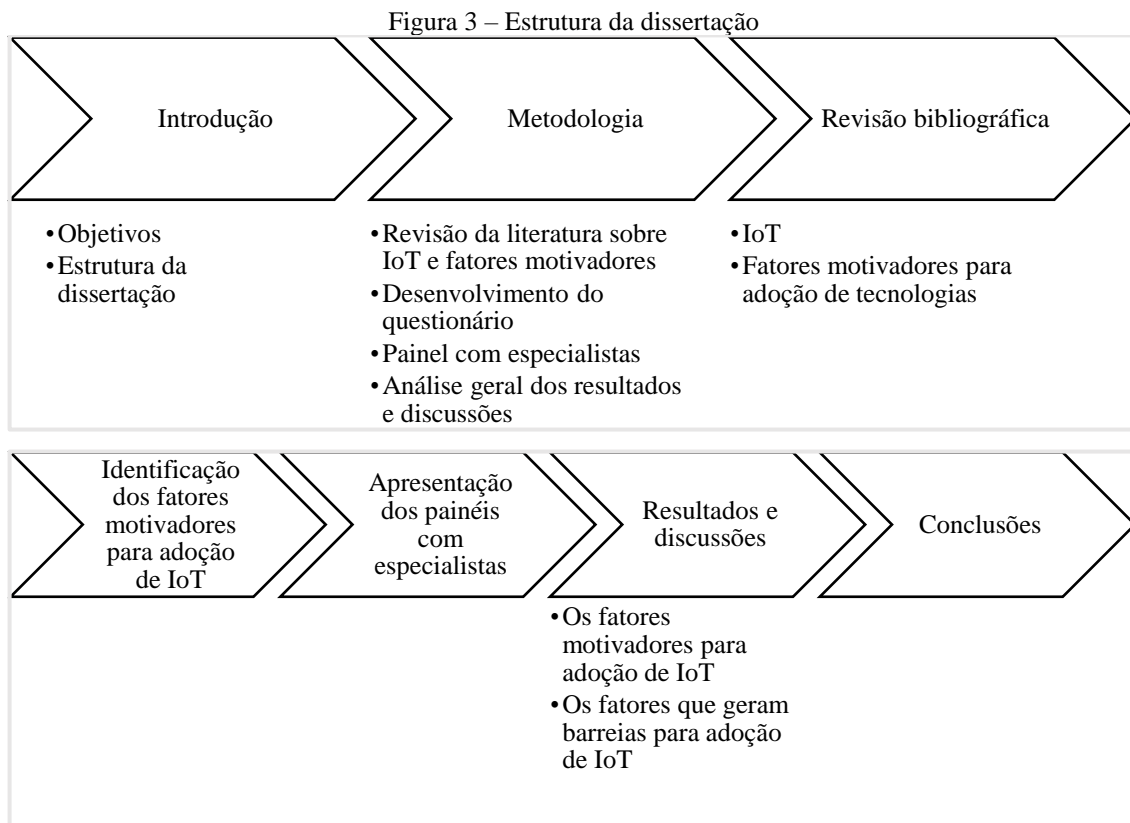 Figura 3 – Estrutura da dissertação
Introdução
Metodologia
Revisão bibliográfica
•Objetivos
•Estrutura da
dissertação
•Revisão da literatura sobre
IoT e fatores motivadores
•Desenvolvimento do
questionário
•Painel com especialistas
•Análise geral dos resultados
e discussões
•IoT
•Fatores motivadores para
adoção de tecnologias
Identificação
dos fatores
motivadores
para adoção
de IoT
Apresentação
dos painéis
com
especialistas
Resultados e
discussões
Conclusões
•Os fatores
motivadores para
adoção de IoT
•Os fatores que geram
barreias para adoção
de IoT